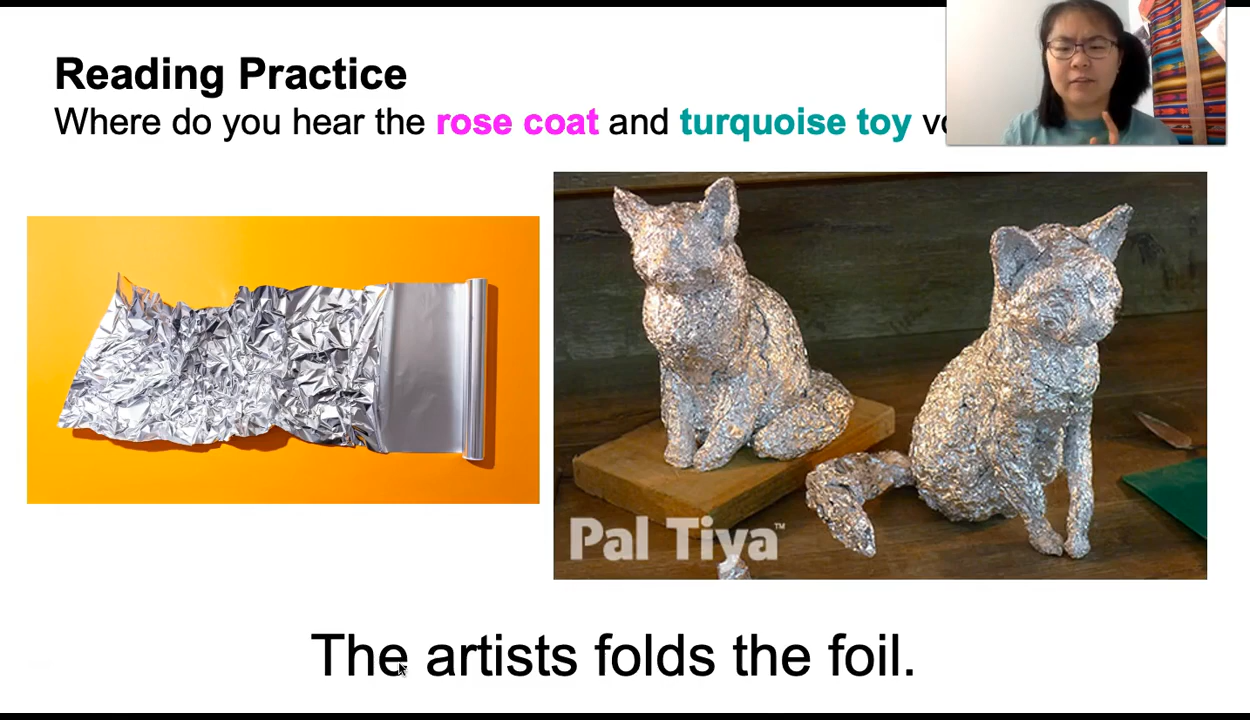 Reading Practice
Where do you hear the rose coat and turquoise toy
Pal Tiya™
The artists folds the foil.